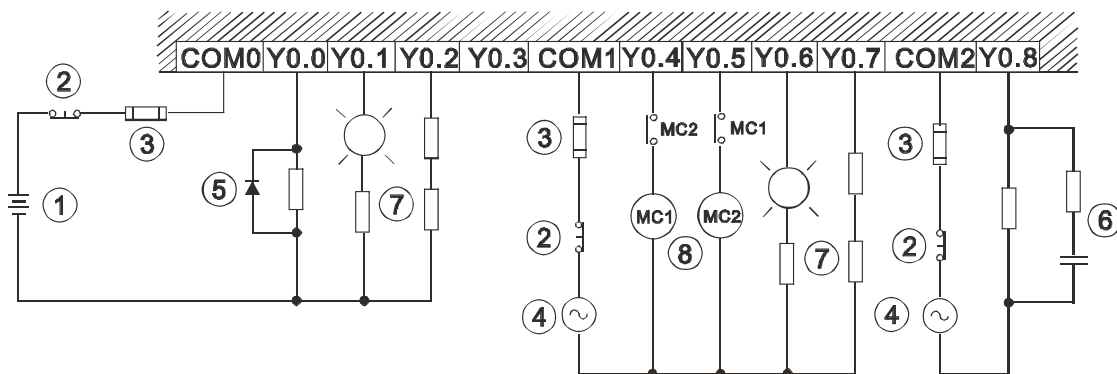 COM0 Y0.0 Y0.1 Y0.2 Y0.3 COM1 Y0.4 Y0.5 Y0.6 Y0.7 COM2 Y0.8
②
③
①
⑤
⑦
③
②
④
MC2
MC1
MC1
MC2
⑧
⑦
③
②
④
⑥